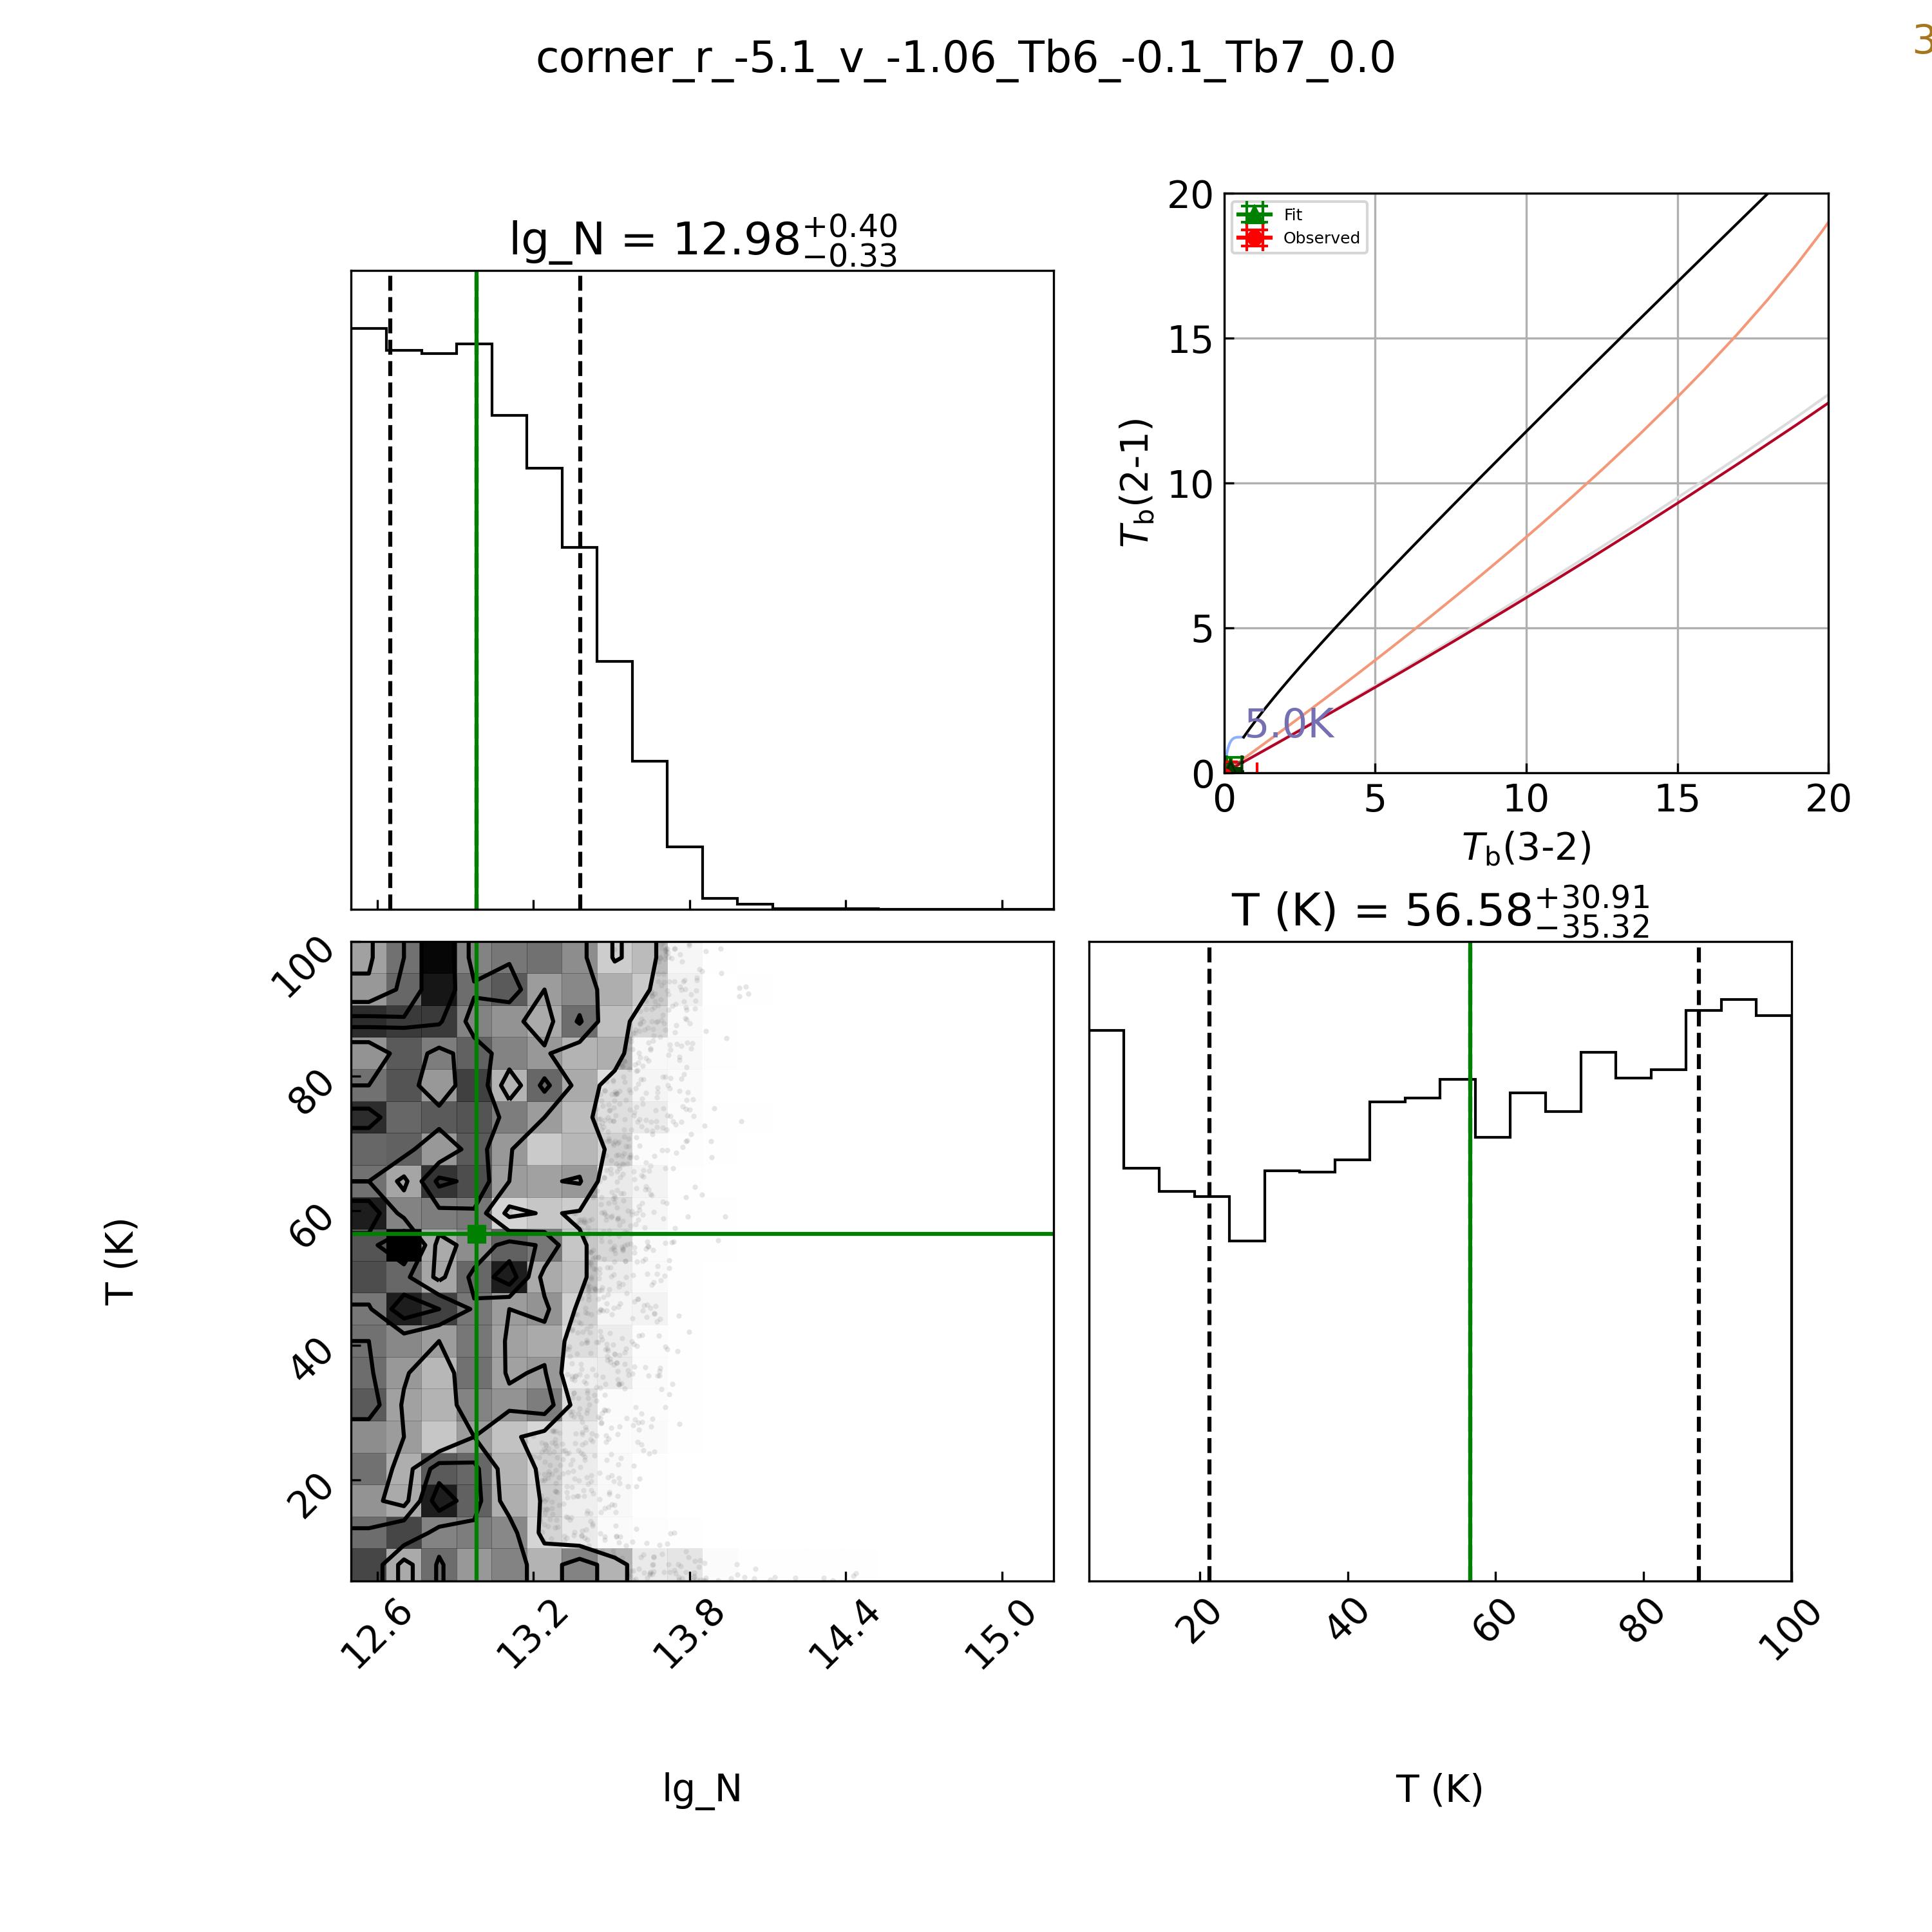 corner_r_-5.1_v_-1.06_Tb6_-0.1_Tb7_0.0
3
lg_N = 12.98+0.40−0.33
Fit
Observed
20
15
10
5
0
Tb(2-1)
5.0K
0 5 10 15 20
Tb(3-2)
T (K) = 56.58+30.91−35.32
100
80
60
40
20
T (K)
12.6 13.2 13.8 14.4 15.0
lg_N
20 40 60 80 100
T (K)